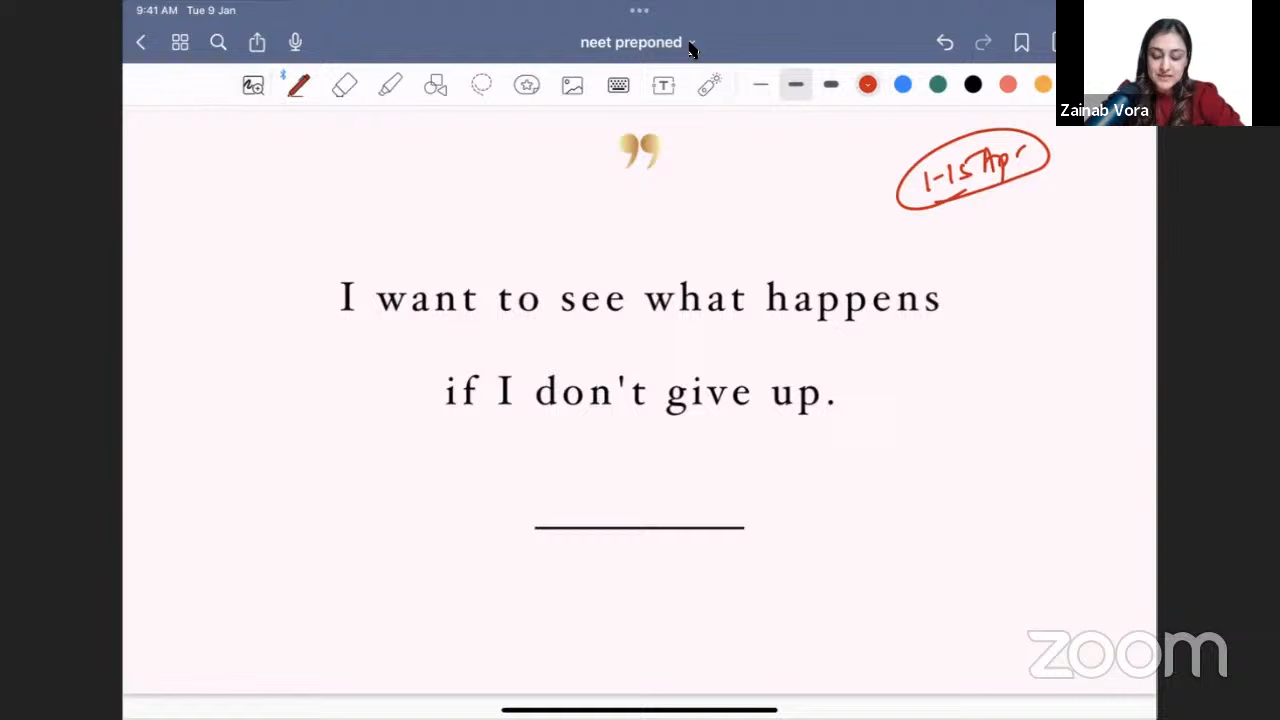 9:41 AM Tue 9 Jan
neet preponed
Zainab Vora
1-15 Apr
I want to see what happens
if I don't give up.
zoom